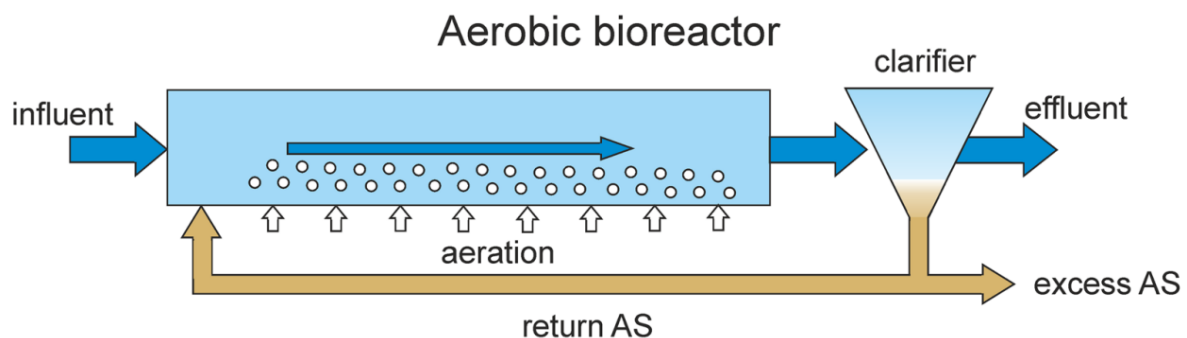 Aerobic bioreactor
clarifier
influent
effluent
aeration
excess AS
return AS